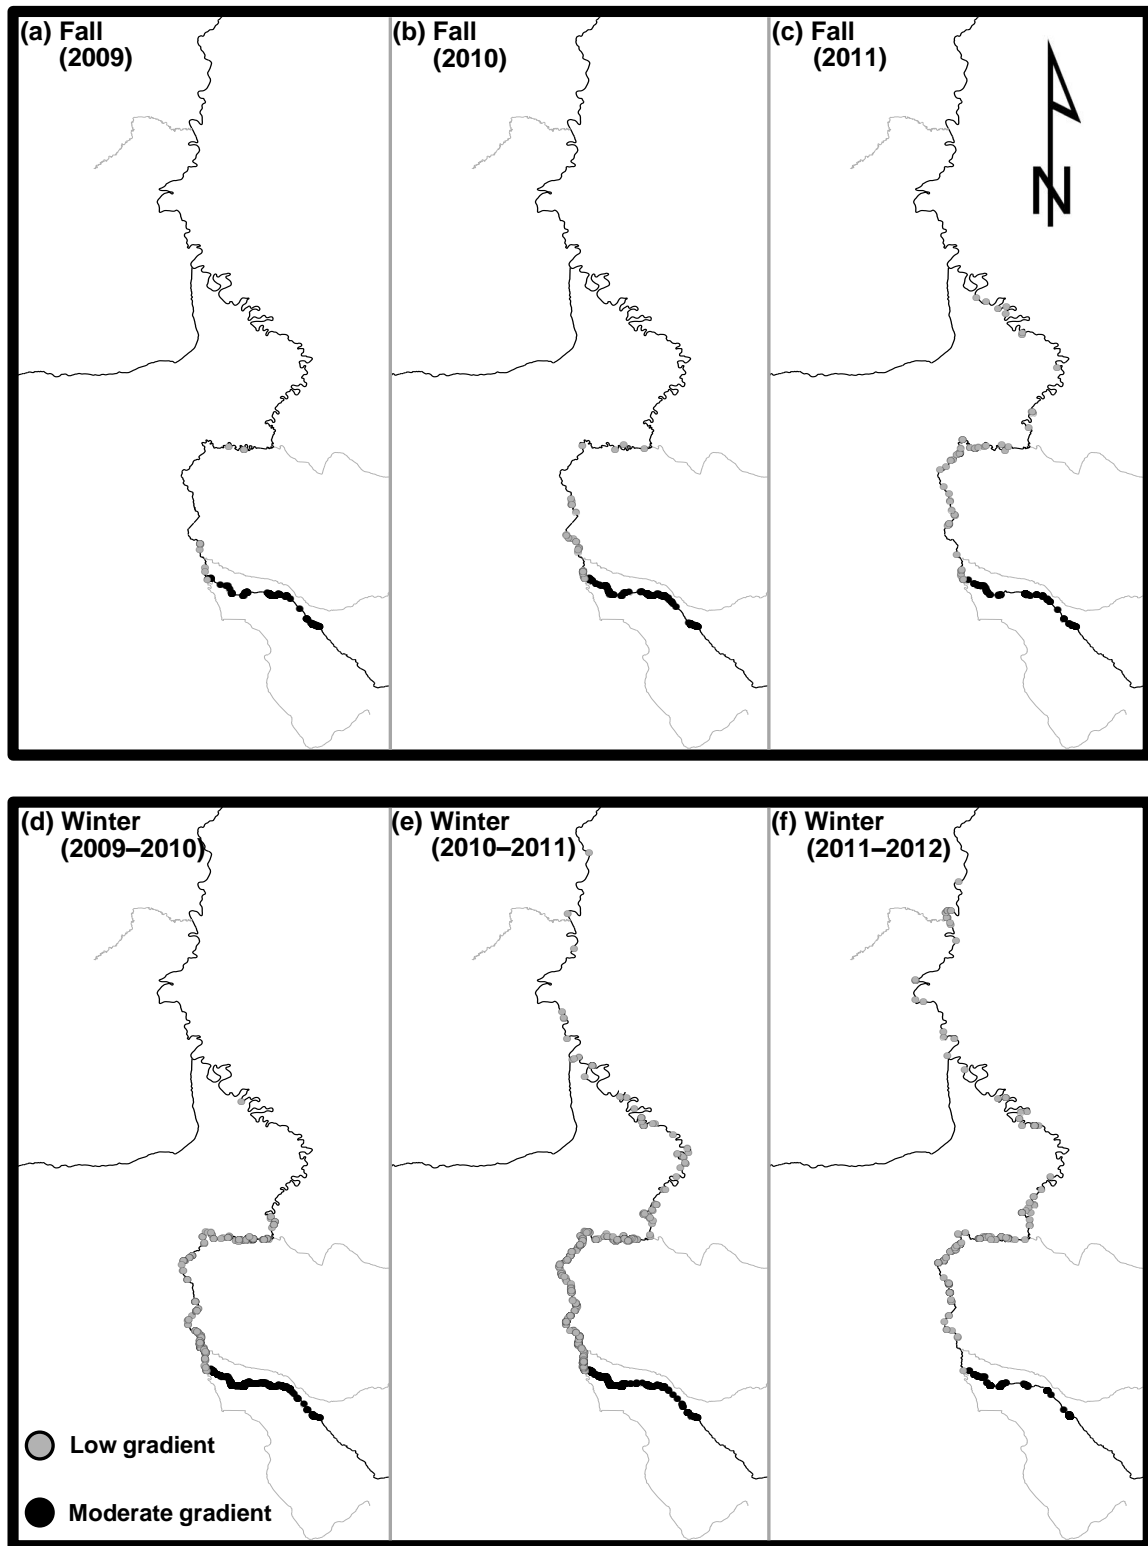 (a) Fall
(2009)
(b) Fall
(2010)
(c) Fall
(2011)
N
(d) Winter
(2009–2010)
(e) Winter
(2010–2011)
(f) Winter
(2011–2012)
Low gradient
Moderate gradient